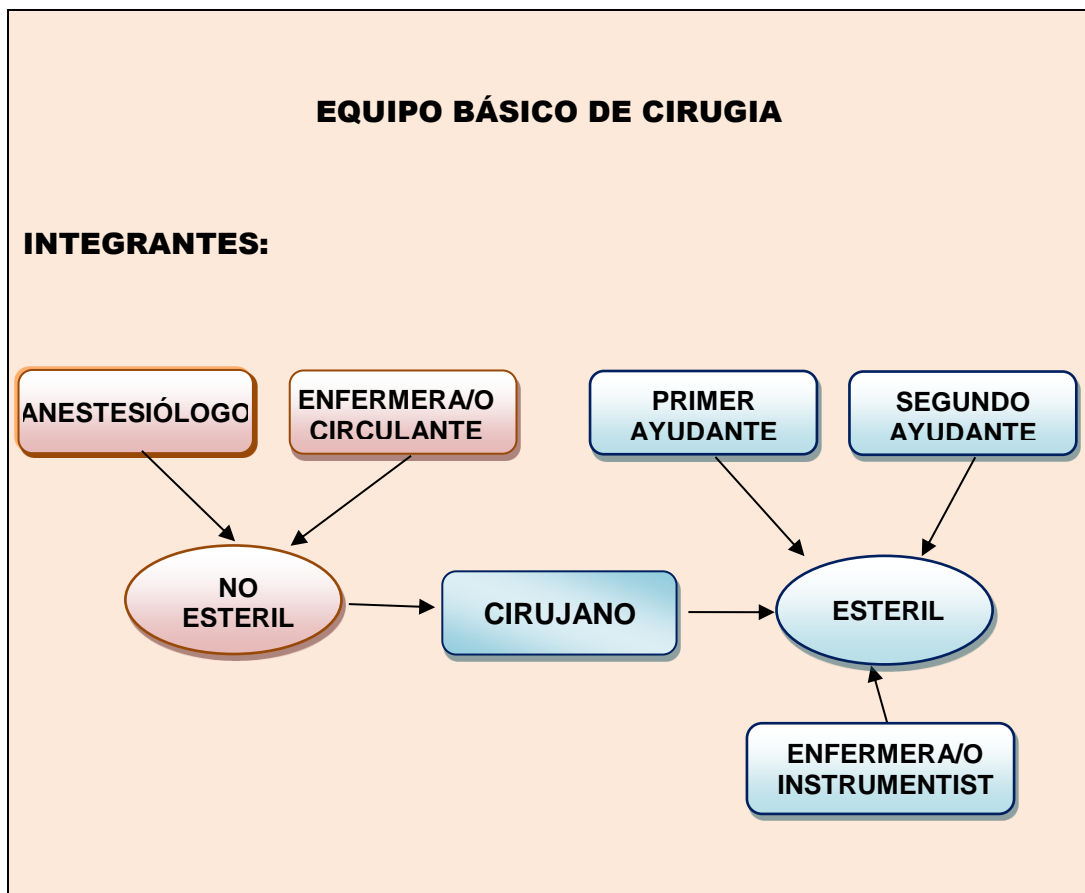 EQUIPO BÁSICO DE CIRUGIA
INTEGRANTES:
ANESTESIÓLOGO
ENFERMERA/O
CIRCULANTE
PRIMER
AYUDANTE
SEGUNDO
AYUDANTE
NO
ESTERIL
CIRUJANO
ESTERIL
ENFERMERA/O
INSTRUMENTIST